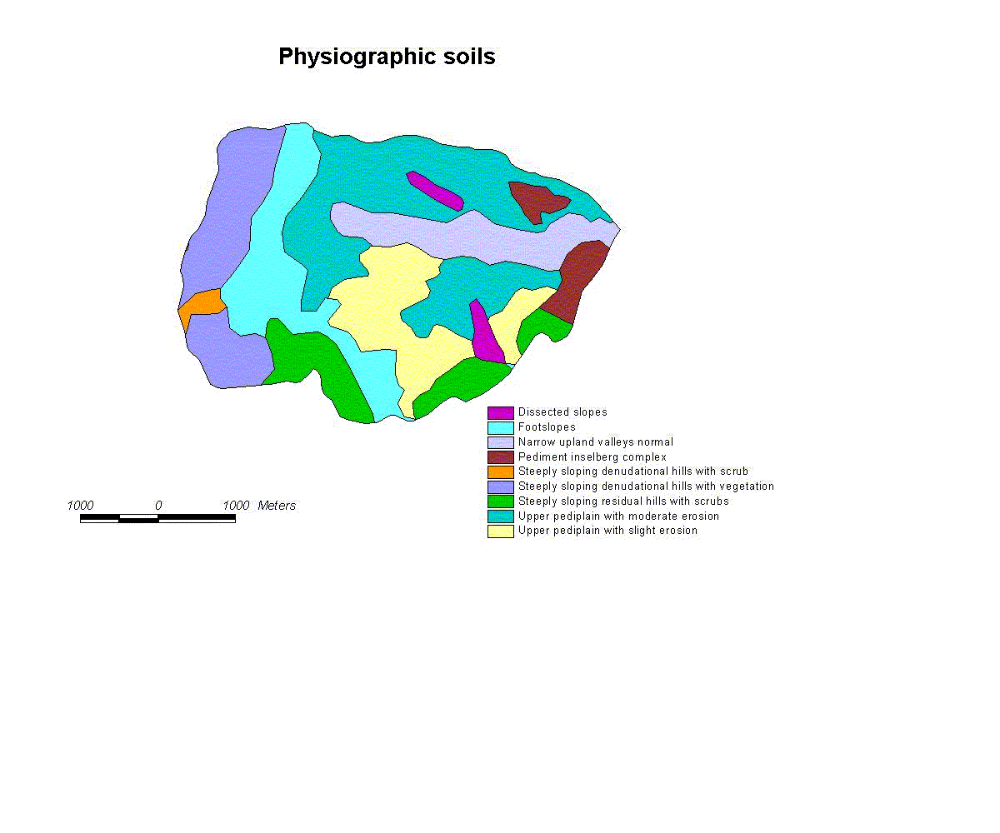 Physiographic soils
Dissected slopes
Footslopes
Narrow upland valleys normal
Pediment inselberg complex
Steeply sloping denudational hills with scrub
Steeply sloping denudational hills with vegetation
Steeply sloping residual hills with scrubs
Upper pediplain with moderate erosion
Upper pediplain with slight erosion
1000 0 1000 Meters